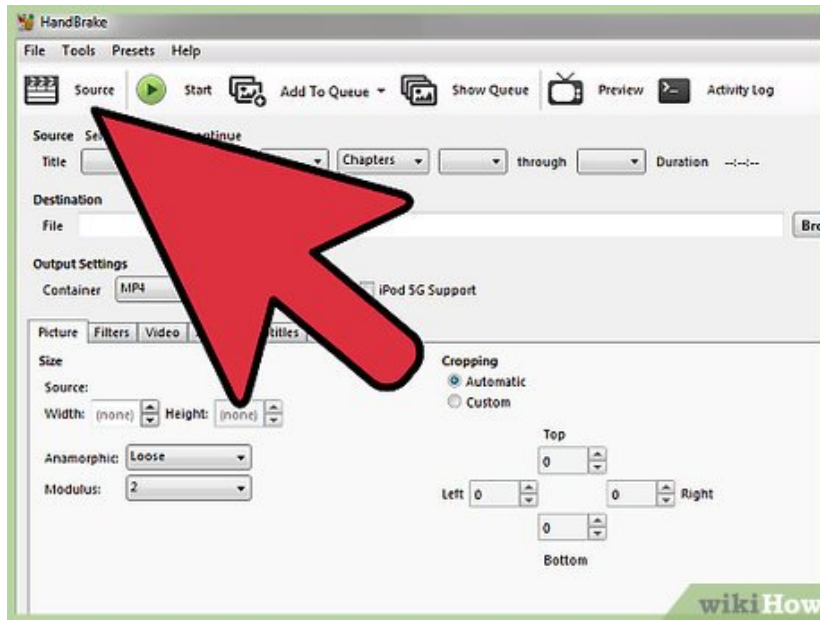 HandBrake
File Tools Presets Help
Source Start Add To Queue Show Queue Preview Activity Log
Source
Title Chapters through Duration --:--:--
Destination
File
Output Settings
Container MP4 iPod 5G Support
Picture Filters Video
Size Cropping
Source: Automatic
Width: (none) Height: (none) Custom
Top
Anamorphic: Loose 0
Modulus: 2 Left 0 0 Right
0
Bottom
wikiHow